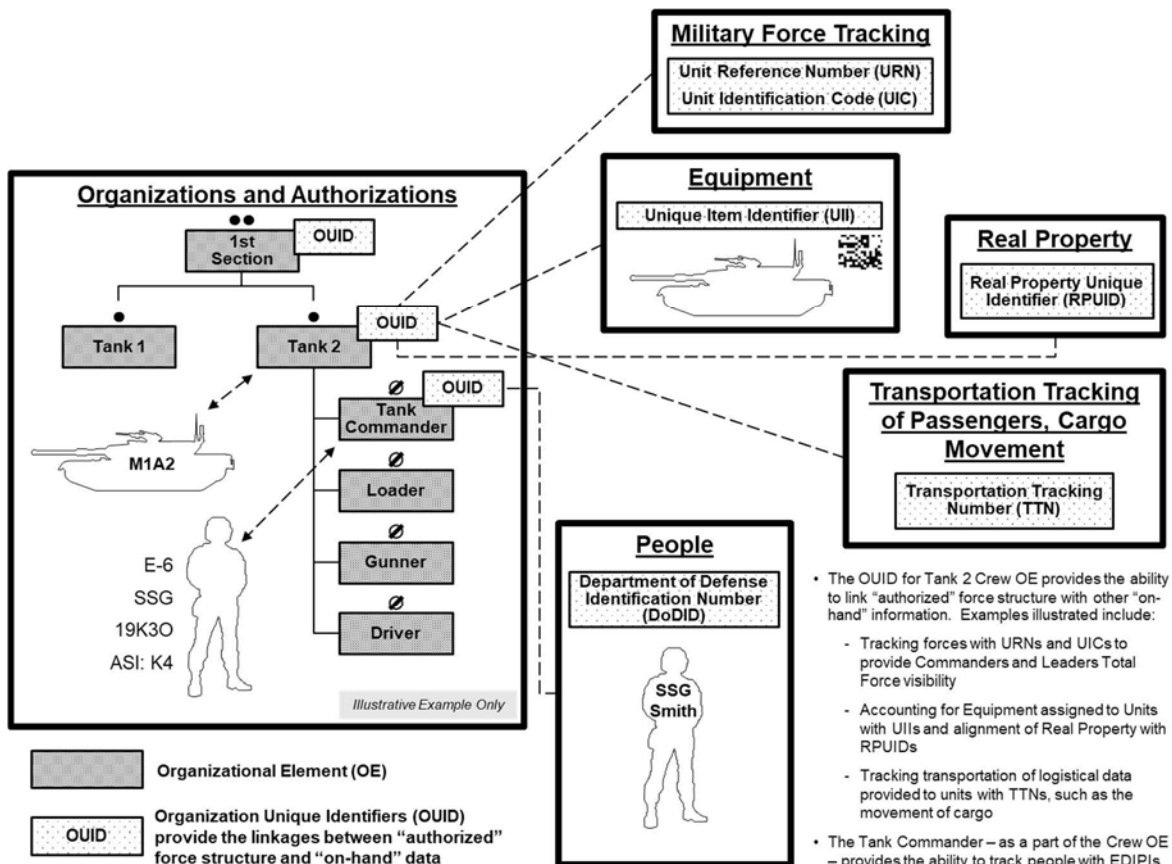 Military Force Tracking
Unit Reference Number (URN)
Unit Identification Code (UIC)
Organizations and Authorizations
1st
Section
OUID
Tank 1
Tank 2
OUID
OUID
Tank
Commander
Loader
Gunner
Driver
M1A2
E-6
SSG
19K3O
ASI: K4
Illustrative Example Only
Equipment
Unique Item Identifier (UII)
Real Property
Real Property Unique
Identifier (RPUID)
Transportation Tracking
of Passengers, Cargo
Movement
Transportation Tracking
Number (TTN)
People
Department of Defense
Identification Number
(DoDID)
SSG
Smith
• The OUID for Tank 2 Crew OE provides the ability
to link “authorized” force structure with other “on-
hand” information. Examples illustrated include:
- Tracking forces with URNs and UICs to
provide Commanders and Leaders Total
Force visibility
- Accounting for Equipment assigned to Units
with UIIs and alignment of Real Property with
RPUIDs
- Tracking transportation of logistical data
provided to units with TTNs, such as the
movement of cargo
• The Tank Commander – as a part of the Crew OE
– provides the ability to track people with EDIPIs
Organizational Element (OE)
OUID
Organization Unique Identifiers (OUID)
provide the linkages between “authorized”
force structure and “on-hand” data